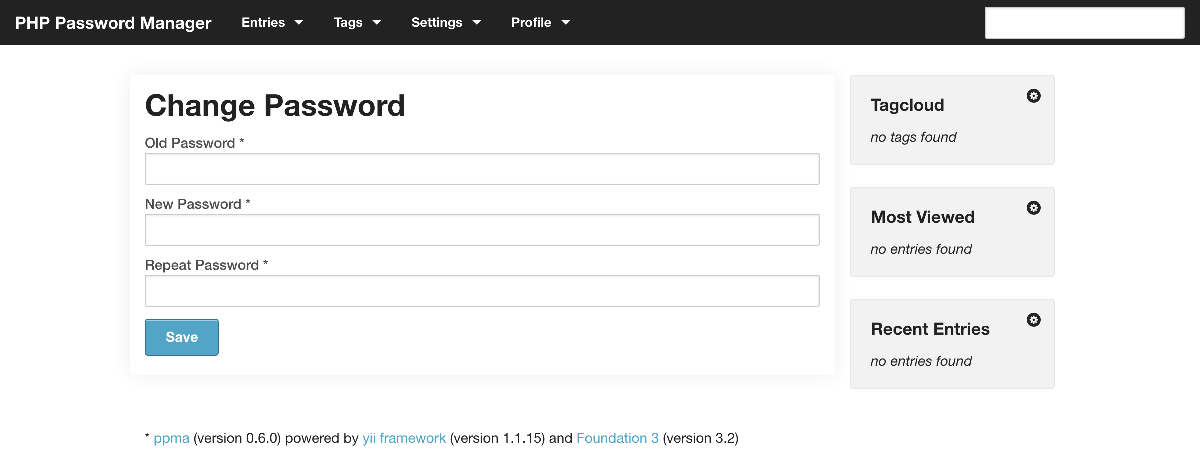 PHP Password Manager Entries Tags Settings Profile
Change Password
Old Password *
New Password *
Repeat Password *
Save
Tagcloud
no tags found
Most Viewed
no entries found
Recent Entries
no entries found
* ppma (version 0.6.0) powered by yii framework (version 1.1.15) and Foundation 3 (version 3.2)